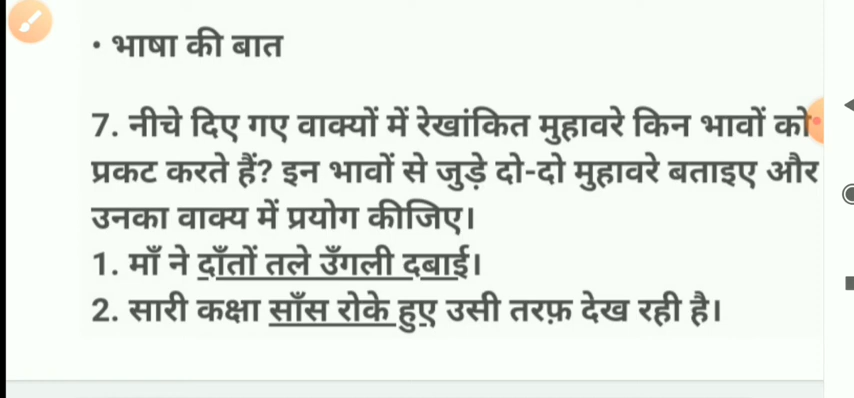 • भाषा की बात
7. नीचे दिए गए वाक्यों में रेखांकित मुहावरे किन भावों को
प्रकट करते हैं? इन भावों से जुड़े दो-दो मुहावरे बताइए और
उनका वाक्य में प्रयोग कीजिए।
1. माँ ने दाँतों तले उँगली दबाई।
2. सारी कक्षा साँस रोके हुए उसी तरफ़ देख रही है।